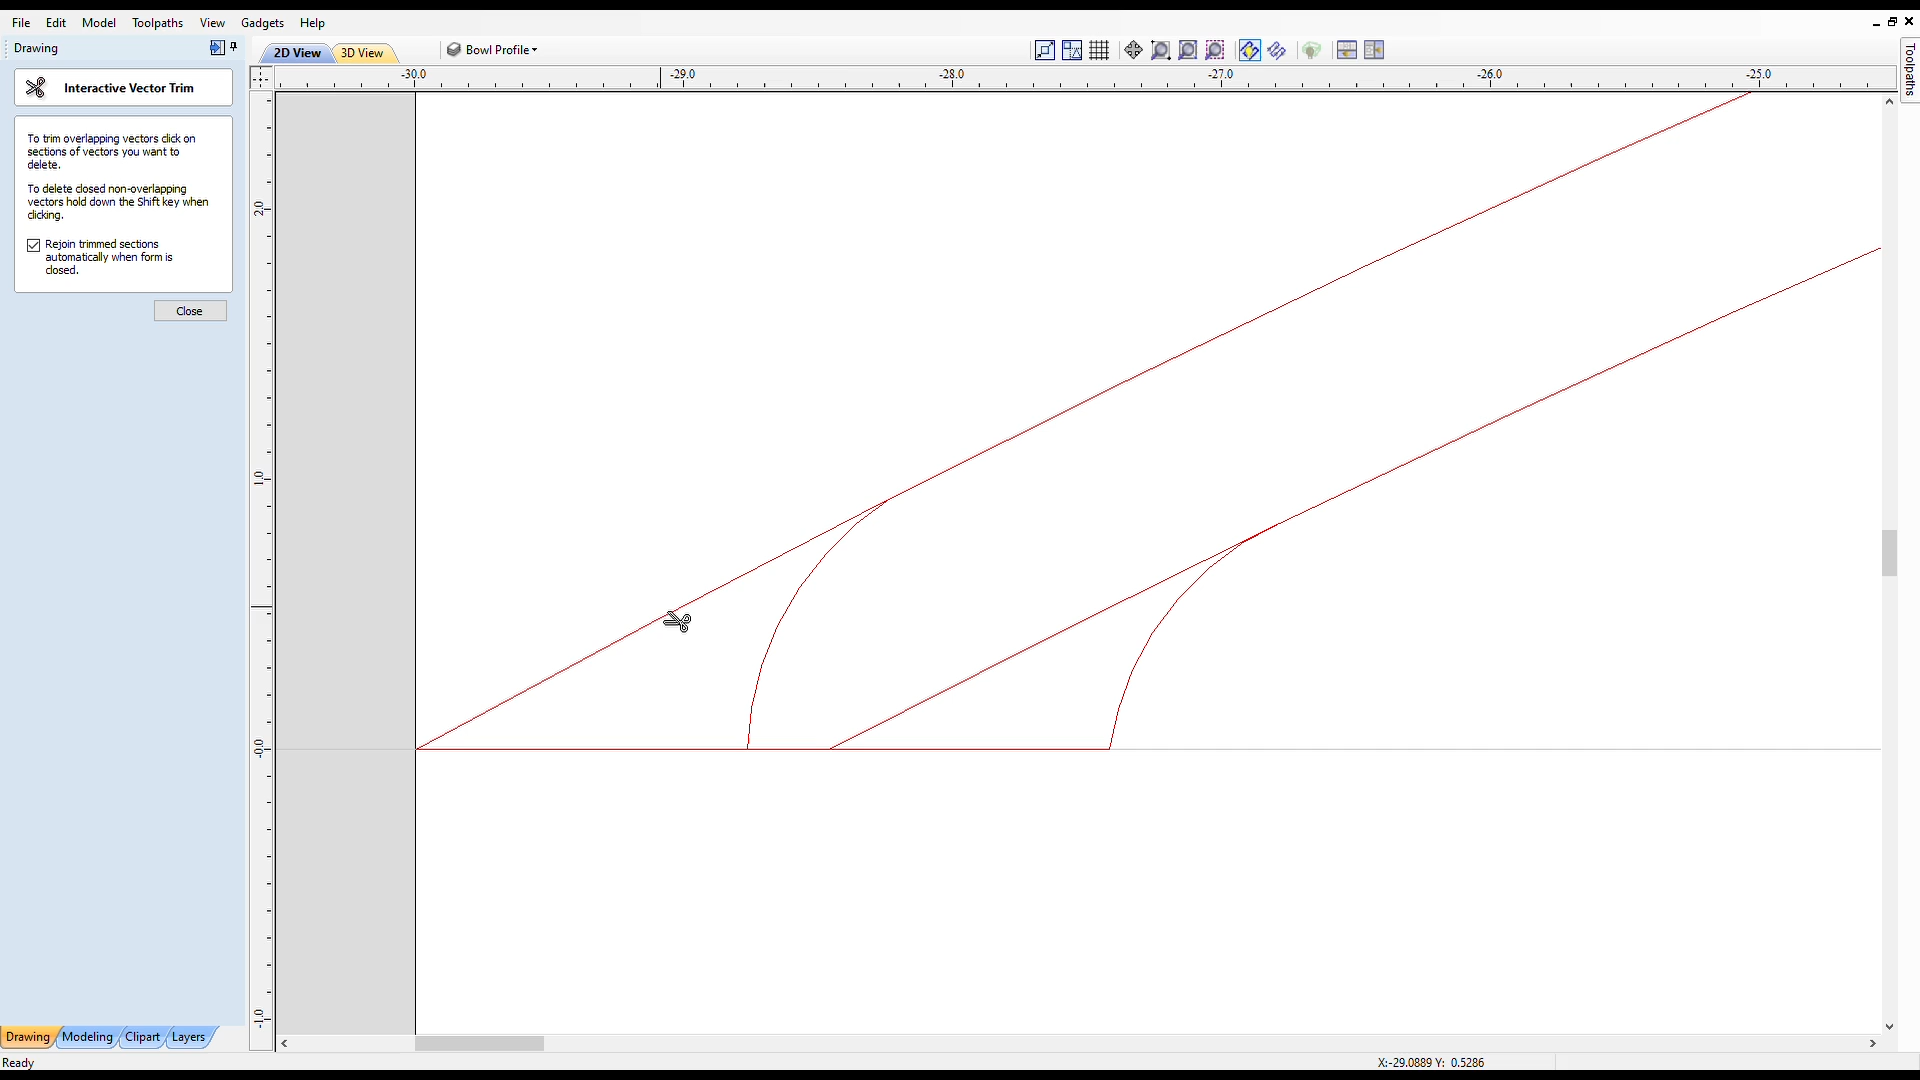 File Edit Model Toolpaths View Gadgets Help
Drawing
2D View 3D View Bowl Profile
Toolpaths
-30.0 -29.0 -28.0 -27.0 -26.0 -25.0
Interactive Vector Trim
To trim overlapping vectors click on
sections of vectors you want to
delete.
To delete closed non-overlapping
vectors hold down the Shift key when
clicking.
Rejoin trimmed sections
automatically when form is
closed.
Close
2.0
1.0
-0.0
-1.0
Drawing Modeling Clipart Layers
Ready
X:-29.0889 Y: 0.5286